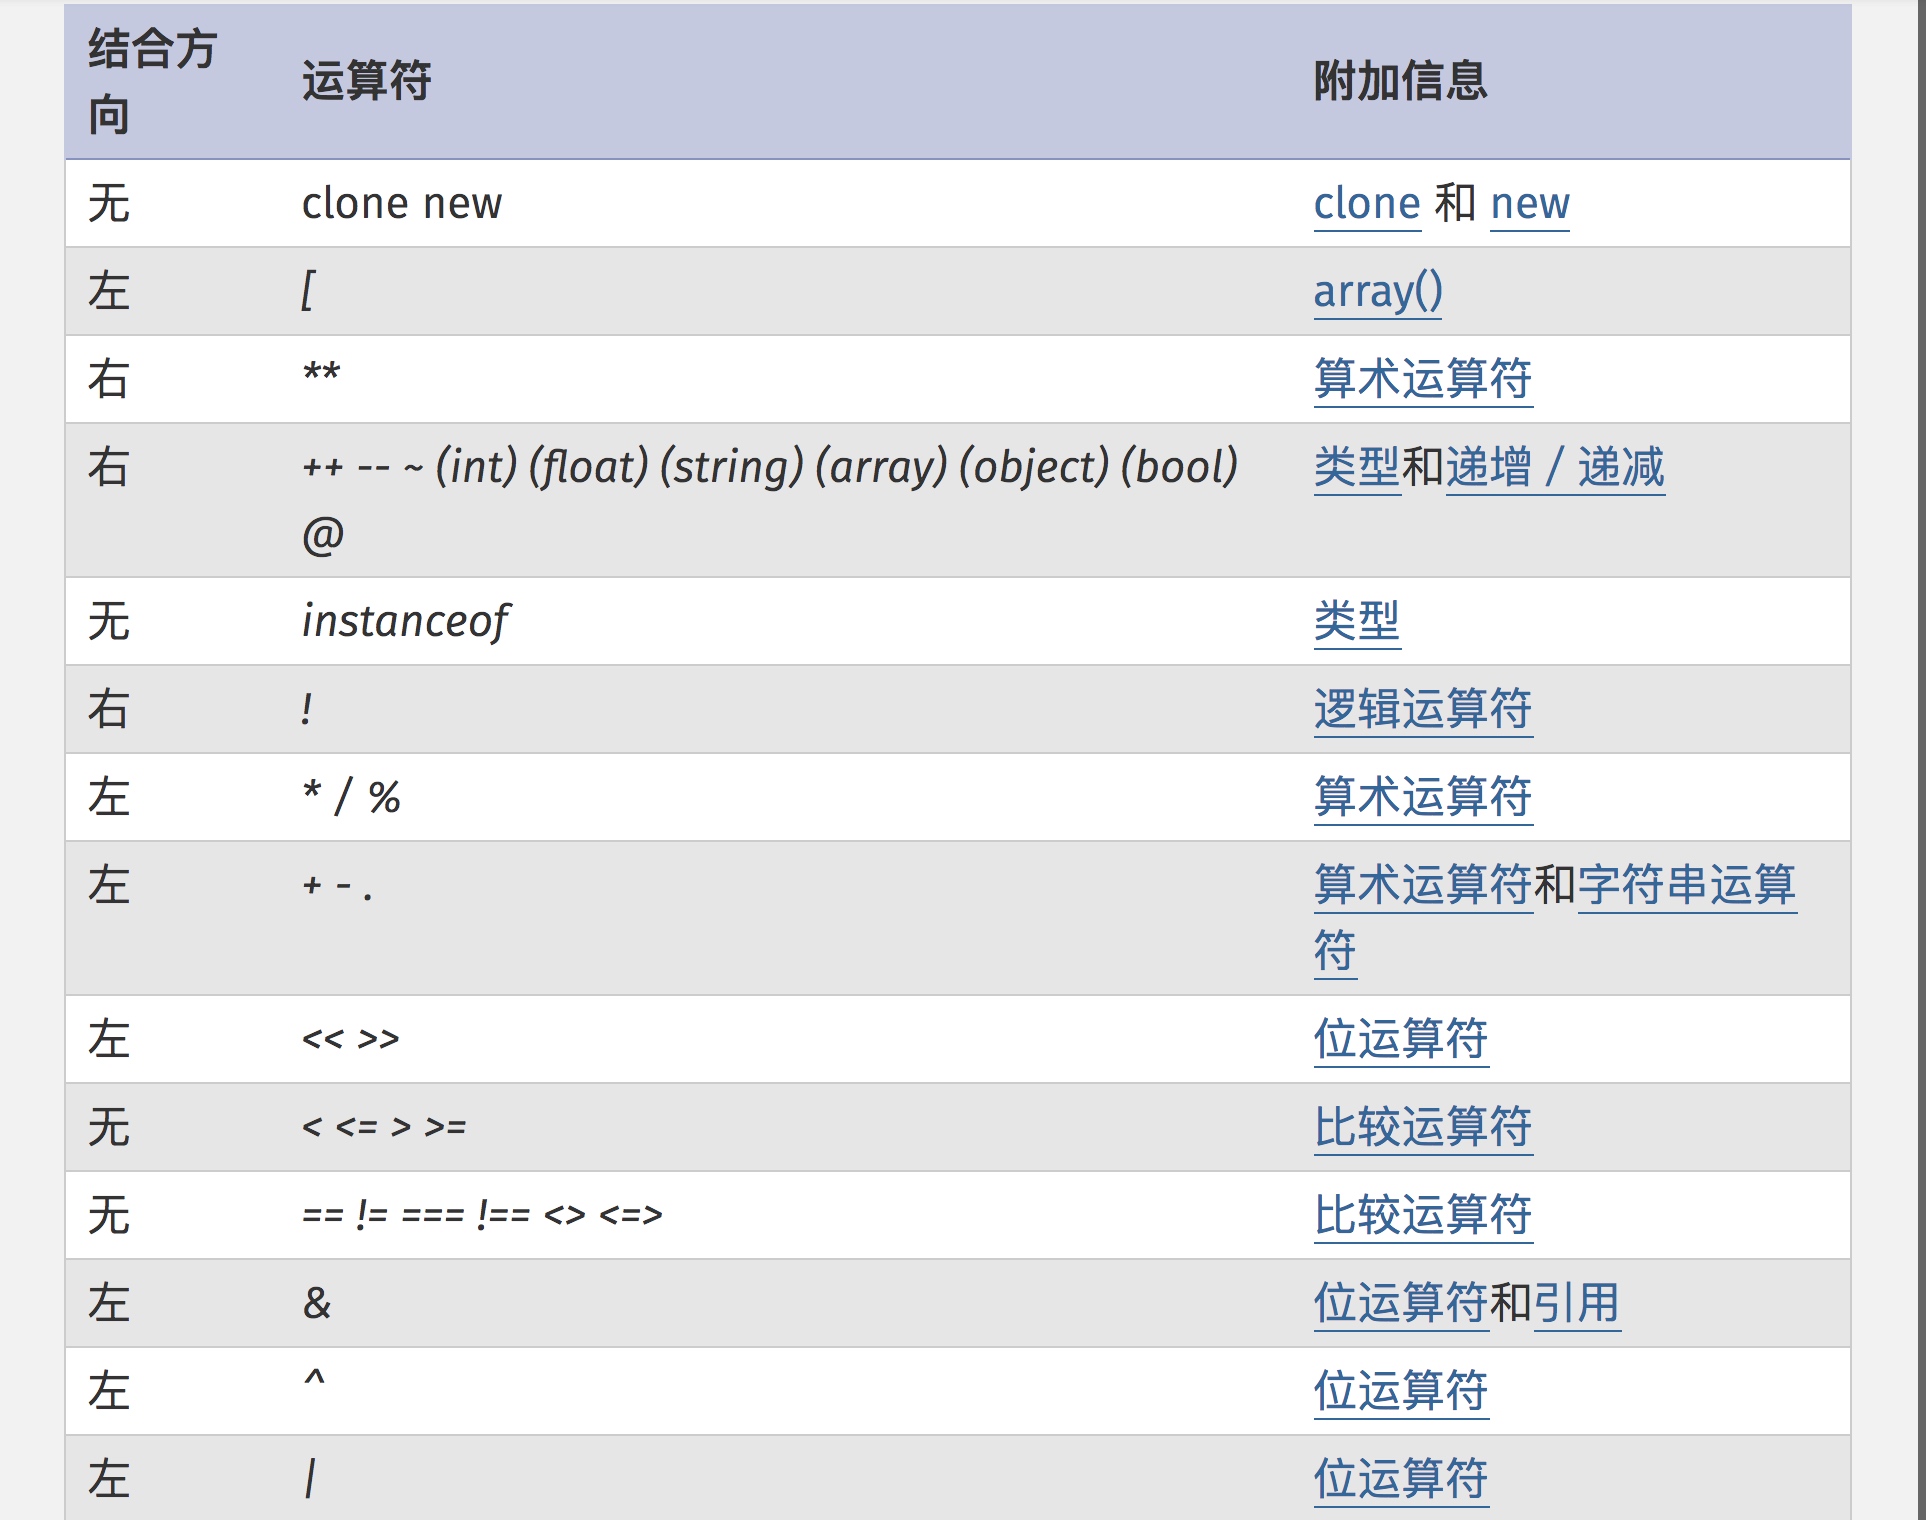 结合方向 运算符 附加信息
无 clone new clone 和 new
左 [ array()
右 ** 算术运算符
右 ++ -- ~ (int) (float) (string) (array) (object) (bool) @ 类型和递增 / 递减
无 instanceof 类型
右 ! 逻辑运算符
左 * / % 算术运算符
左 + - . 算术运算符和字符串运算符
左 << >> 位运算符
无 < <= > >= 比较运算符
无 == != === !== <> <=> 比较运算符
左 & 位运算符和引用
左 ^ 位运算符
左 | 位运算符